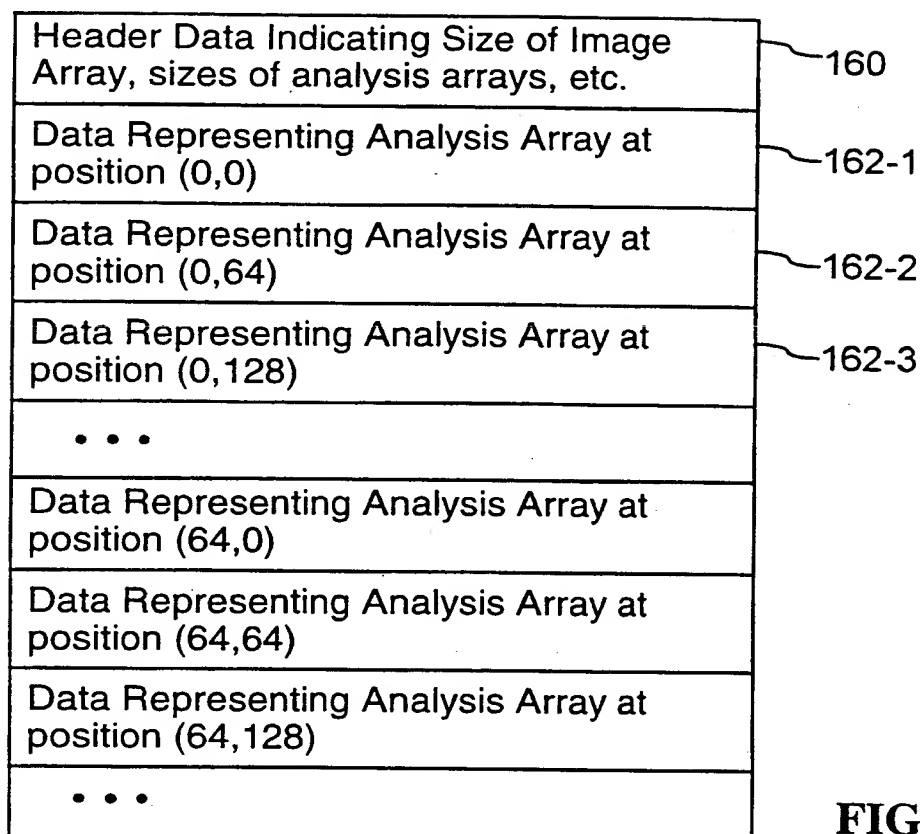 Header Data Indicating Size of Image
Array, sizes of analysis arrays, etc.
160
Data Representing Analysis Array at
position (0,0)
162-1
Data Representing Analysis Array at
position (0,64)
162-2
Data Representing Analysis Array at
position (0,128)
162-3
• • •
Data Representing Analysis Array at
position (64,0)
Data Representing Analysis Array at
position (64,64)
Data Representing Analysis Array at
position (64,128)
• • •
FIG